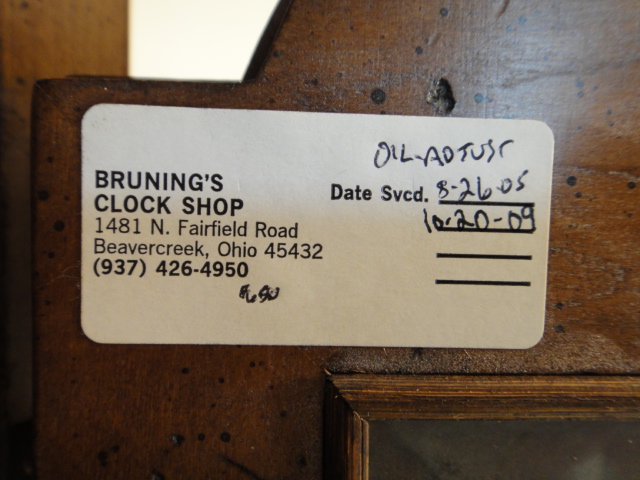 OIL-ADJUST
BRUNING'S
CLOCK SHOP
1481 N. Fairfield Road
Beavercreek, Ohio 45432
(937) 426-4950
Date Svcd. 8-26-05
10-20-09